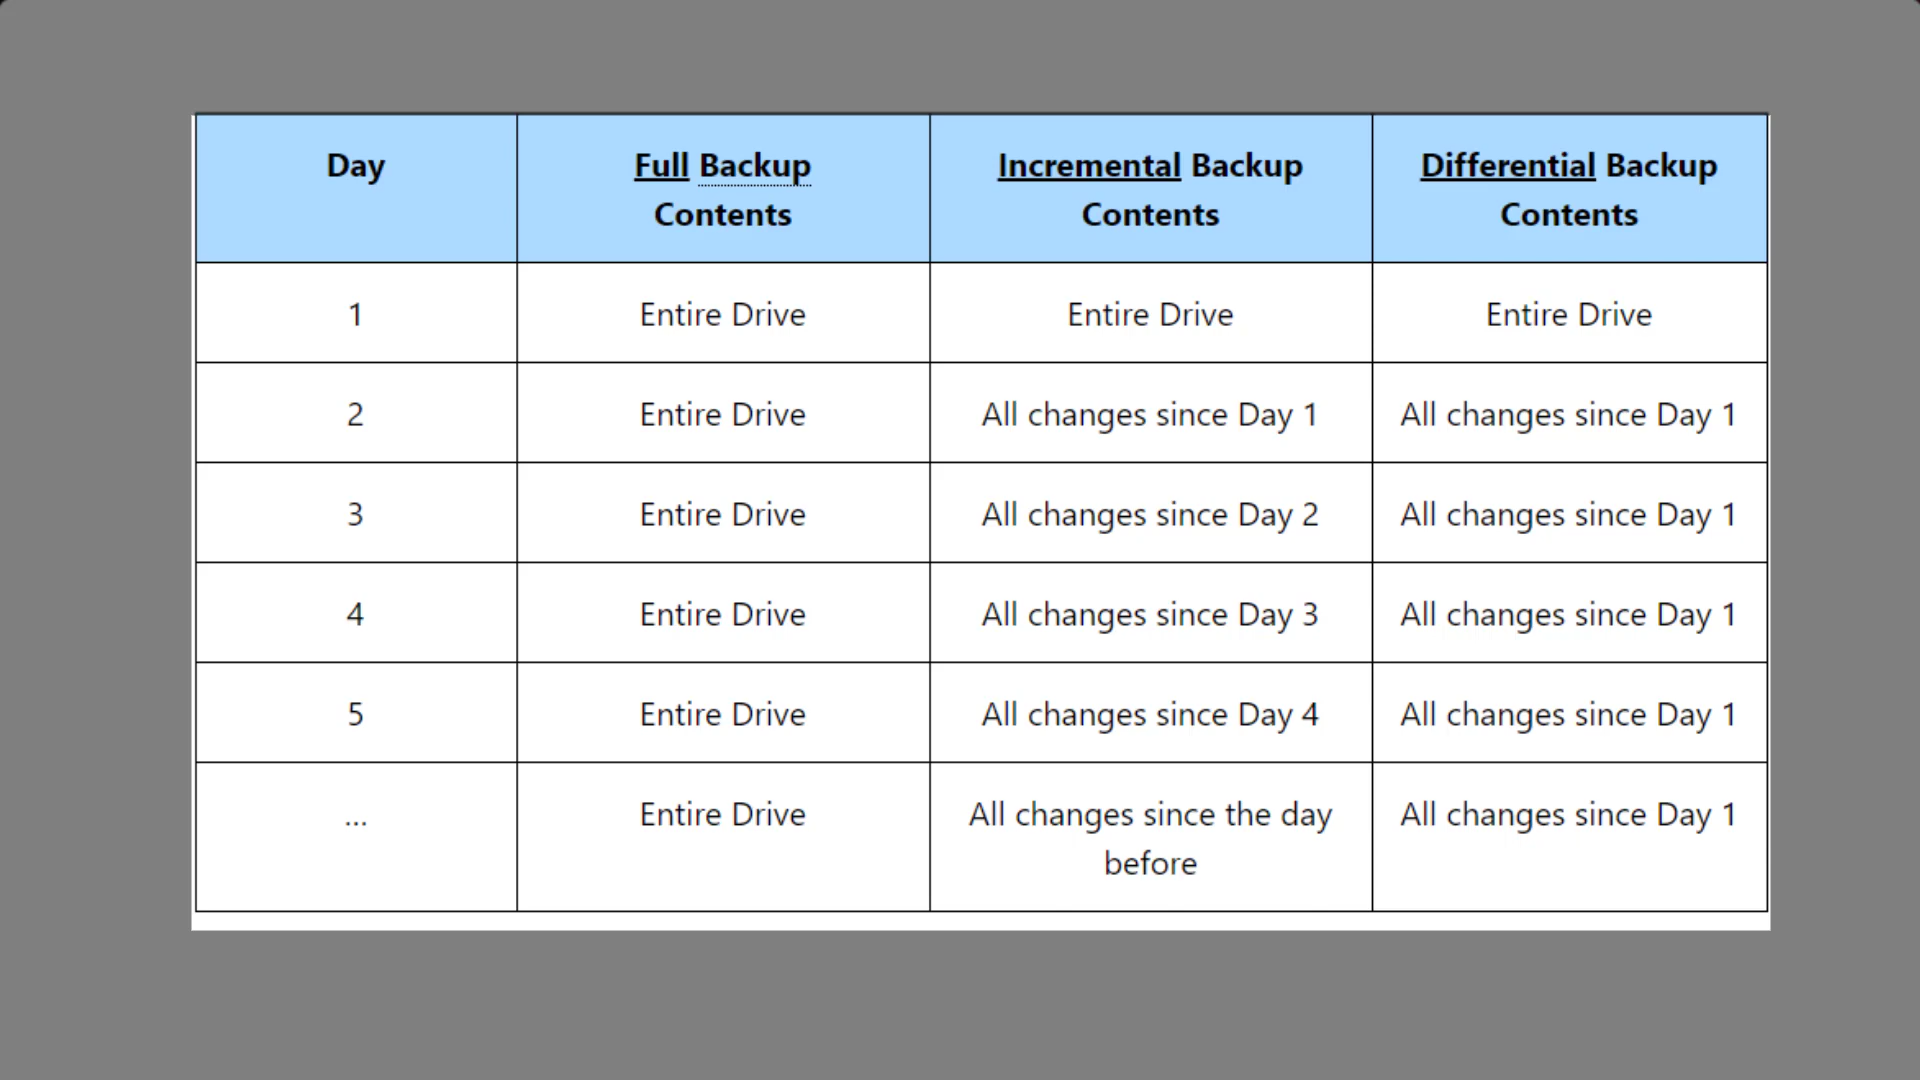 Day | Full Backup Contents | Incremental Backup Contents | Differential Backup Contents
1 | Entire Drive | Entire Drive | Entire Drive
2 | Entire Drive | All changes since Day 1 | All changes since Day 1
3 | Entire Drive | All changes since Day 2 | All changes since Day 1
4 | Entire Drive | All changes since Day 3 | All changes since Day 1
5 | Entire Drive | All changes since Day 4 | All changes since Day 1
... | Entire Drive | All changes since the day before | All changes since Day 1